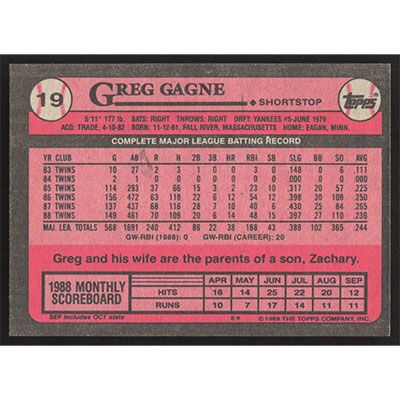 19
GREG GAGNE
SHORTSTOP
Topps
5'11" 177 lb. BATS: RIGHT THROWS: RIGHT DRFT: YANKEES #5-JUNE 1979
ACQ: TRADE, 4-10-82 BORN: 11-12-61, FALL RIVER, MASSACHUSETTS HOME: EAGAN, MINN.
COMPLETE MAJOR LEAGUE BATTING RECORD
YR CLUB G AB R H 2B 3B HR RBI SB SLG BB SO AVG
83 TWINS 10 27 2 3 1 0 0 3 0 .148 0 6 .111
84 TWINS 2 1 0 0 0 0 0 0 0 .000 0 0 .000
85 TWINS 114 293 37 66 15 3 2 23 10 .317 20 57 .225
86 TWINS 156 472 63 118 22 6 12 54 12 .398 30 108 .250
87 TWINS 137 437 68 116 28 7 10 40 6 .430 25 84 .265
88 TWINS 149 461 70 109 20 6 14 48 15 .397 27 110 .236
MAJ. LEA. TOTALS 568 1691 240 412 86 22 38 168 43 .388 102 365 .244
GW-RBI (1988): 0 GW-RBI (CAREER): 20
Greg and his wife are the parents of a son, Zachary.
1988 MONTHLY SCOREBOARD
APR MAY JUN JUL AUG SEP
HITS 16 14 25 22 20 12
RUNS 10 7 18 12 12 11
SEP includes OCT stats
E* © 1989 THE TOPPS COMPANY, INC.